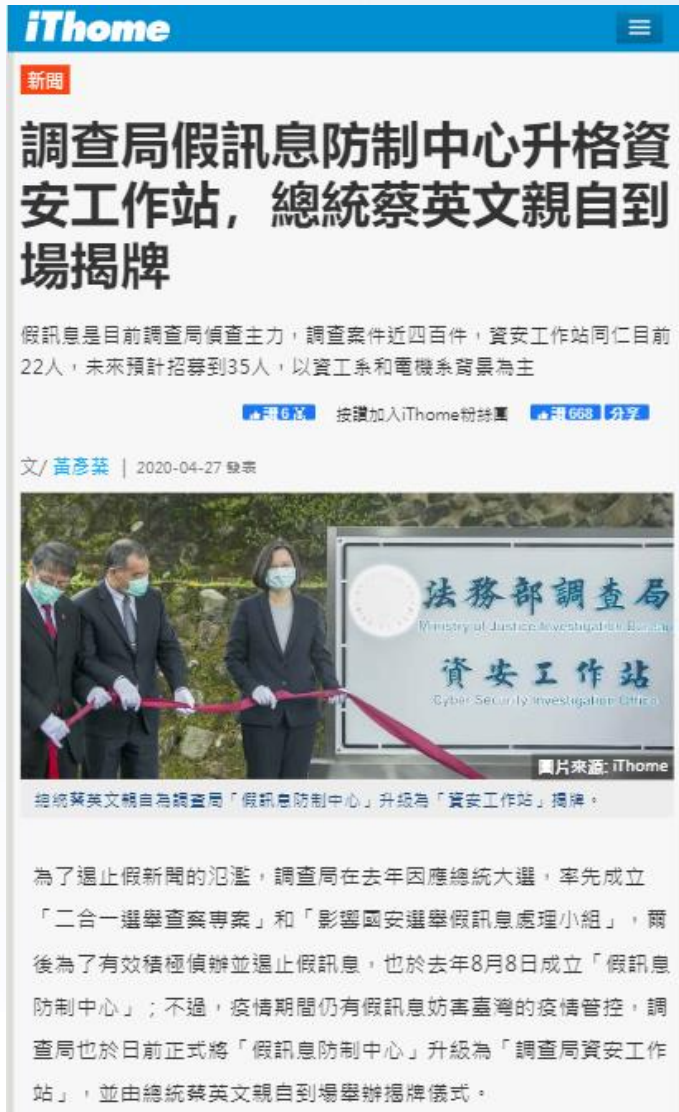 iThome
新聞
調查局假訊息防制中心升格資
安工作站，總統蔡英文親自到
場揭牌
假訊息是目前調查局偵查主力，調查案件近四百件，資安工作站同仁目前
22人，未來預計招募到35人，以資工系和電機系背景為主
讚 6 萬 按讚加入iThome粉絲團 讚 668 分享
文/ 黃彥棻 | 2020-04-27 發表
法務部調查局
Ministry of Justice Investigation Bureau
資安工作站
Cyber Security Investigation Office
圖片來源: iThome
總統蔡英文親自為調查局「假訊息防制中心」升級為「資安工作站」揭牌。
為了遏止假新聞的氾濫，調查局在去年因應總統大選，率先成立
「二合一選舉查察專案」和「影響國安選舉假訊息處理小組」，爾
後為了有效積極偵辦並遏止假訊息，也於去年8月8日成立「假訊息
防制中心」；不過，疫情期間仍有假訊息妨害臺灣的疫情管控，調
查局也於日前正式將「假訊息防制中心」升級為「調查局資安工作
站」，並由總統蔡英文親自到場舉辦揭牌儀式。